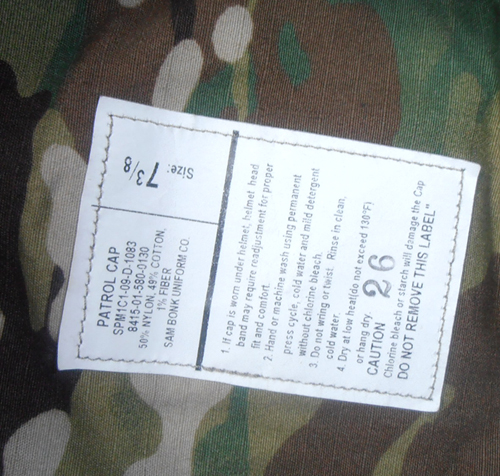 Size: 7 3/8
PATROL CAP
SPM1C1-09-D-1083
8415-01-580-0130
50% NYLON, 49% COTTON,
1% FIBER
SAM BONK UNIFORM CO
1. If cap is worn under helmet, helmet head
band may require readjustment for proper
fit and comfort.
2. Hand or machine wash using permanent
press cycle, cold water and mild detergent
without chlorine bleach.
3. Do not wring or twist. Rinse in clean,
cold water
4. Dry at low heat(do not exceed 130°F)
or hang dry
CAUTION 26
Chlorine bleach or starch will damage the Cap
DO NOT REMOVE THIS LABEL"